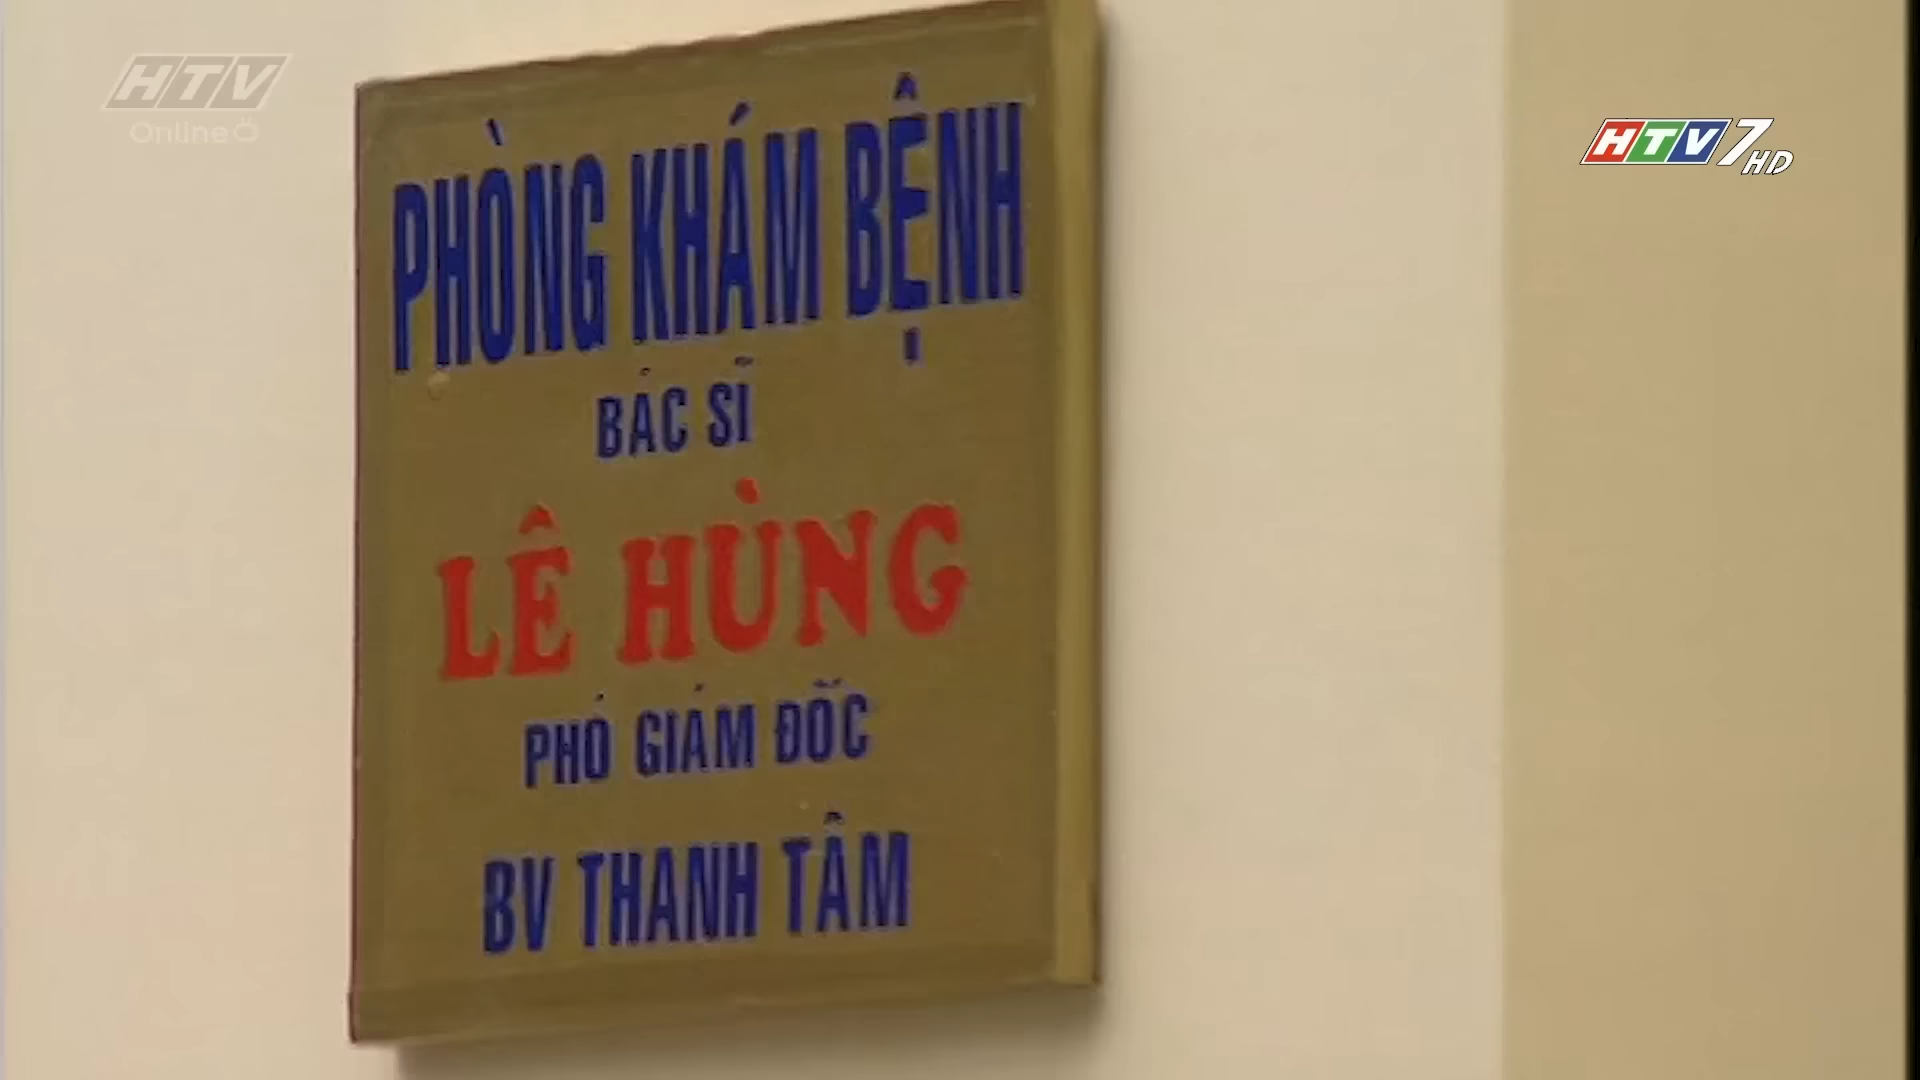 HTV
Online
HTV7 HD
PHÒNG KHÁM BỆNH
BÁC SĨ
LÊ HÙNG
PHÓ GIÁM ĐỐC
BV THANH TÂM